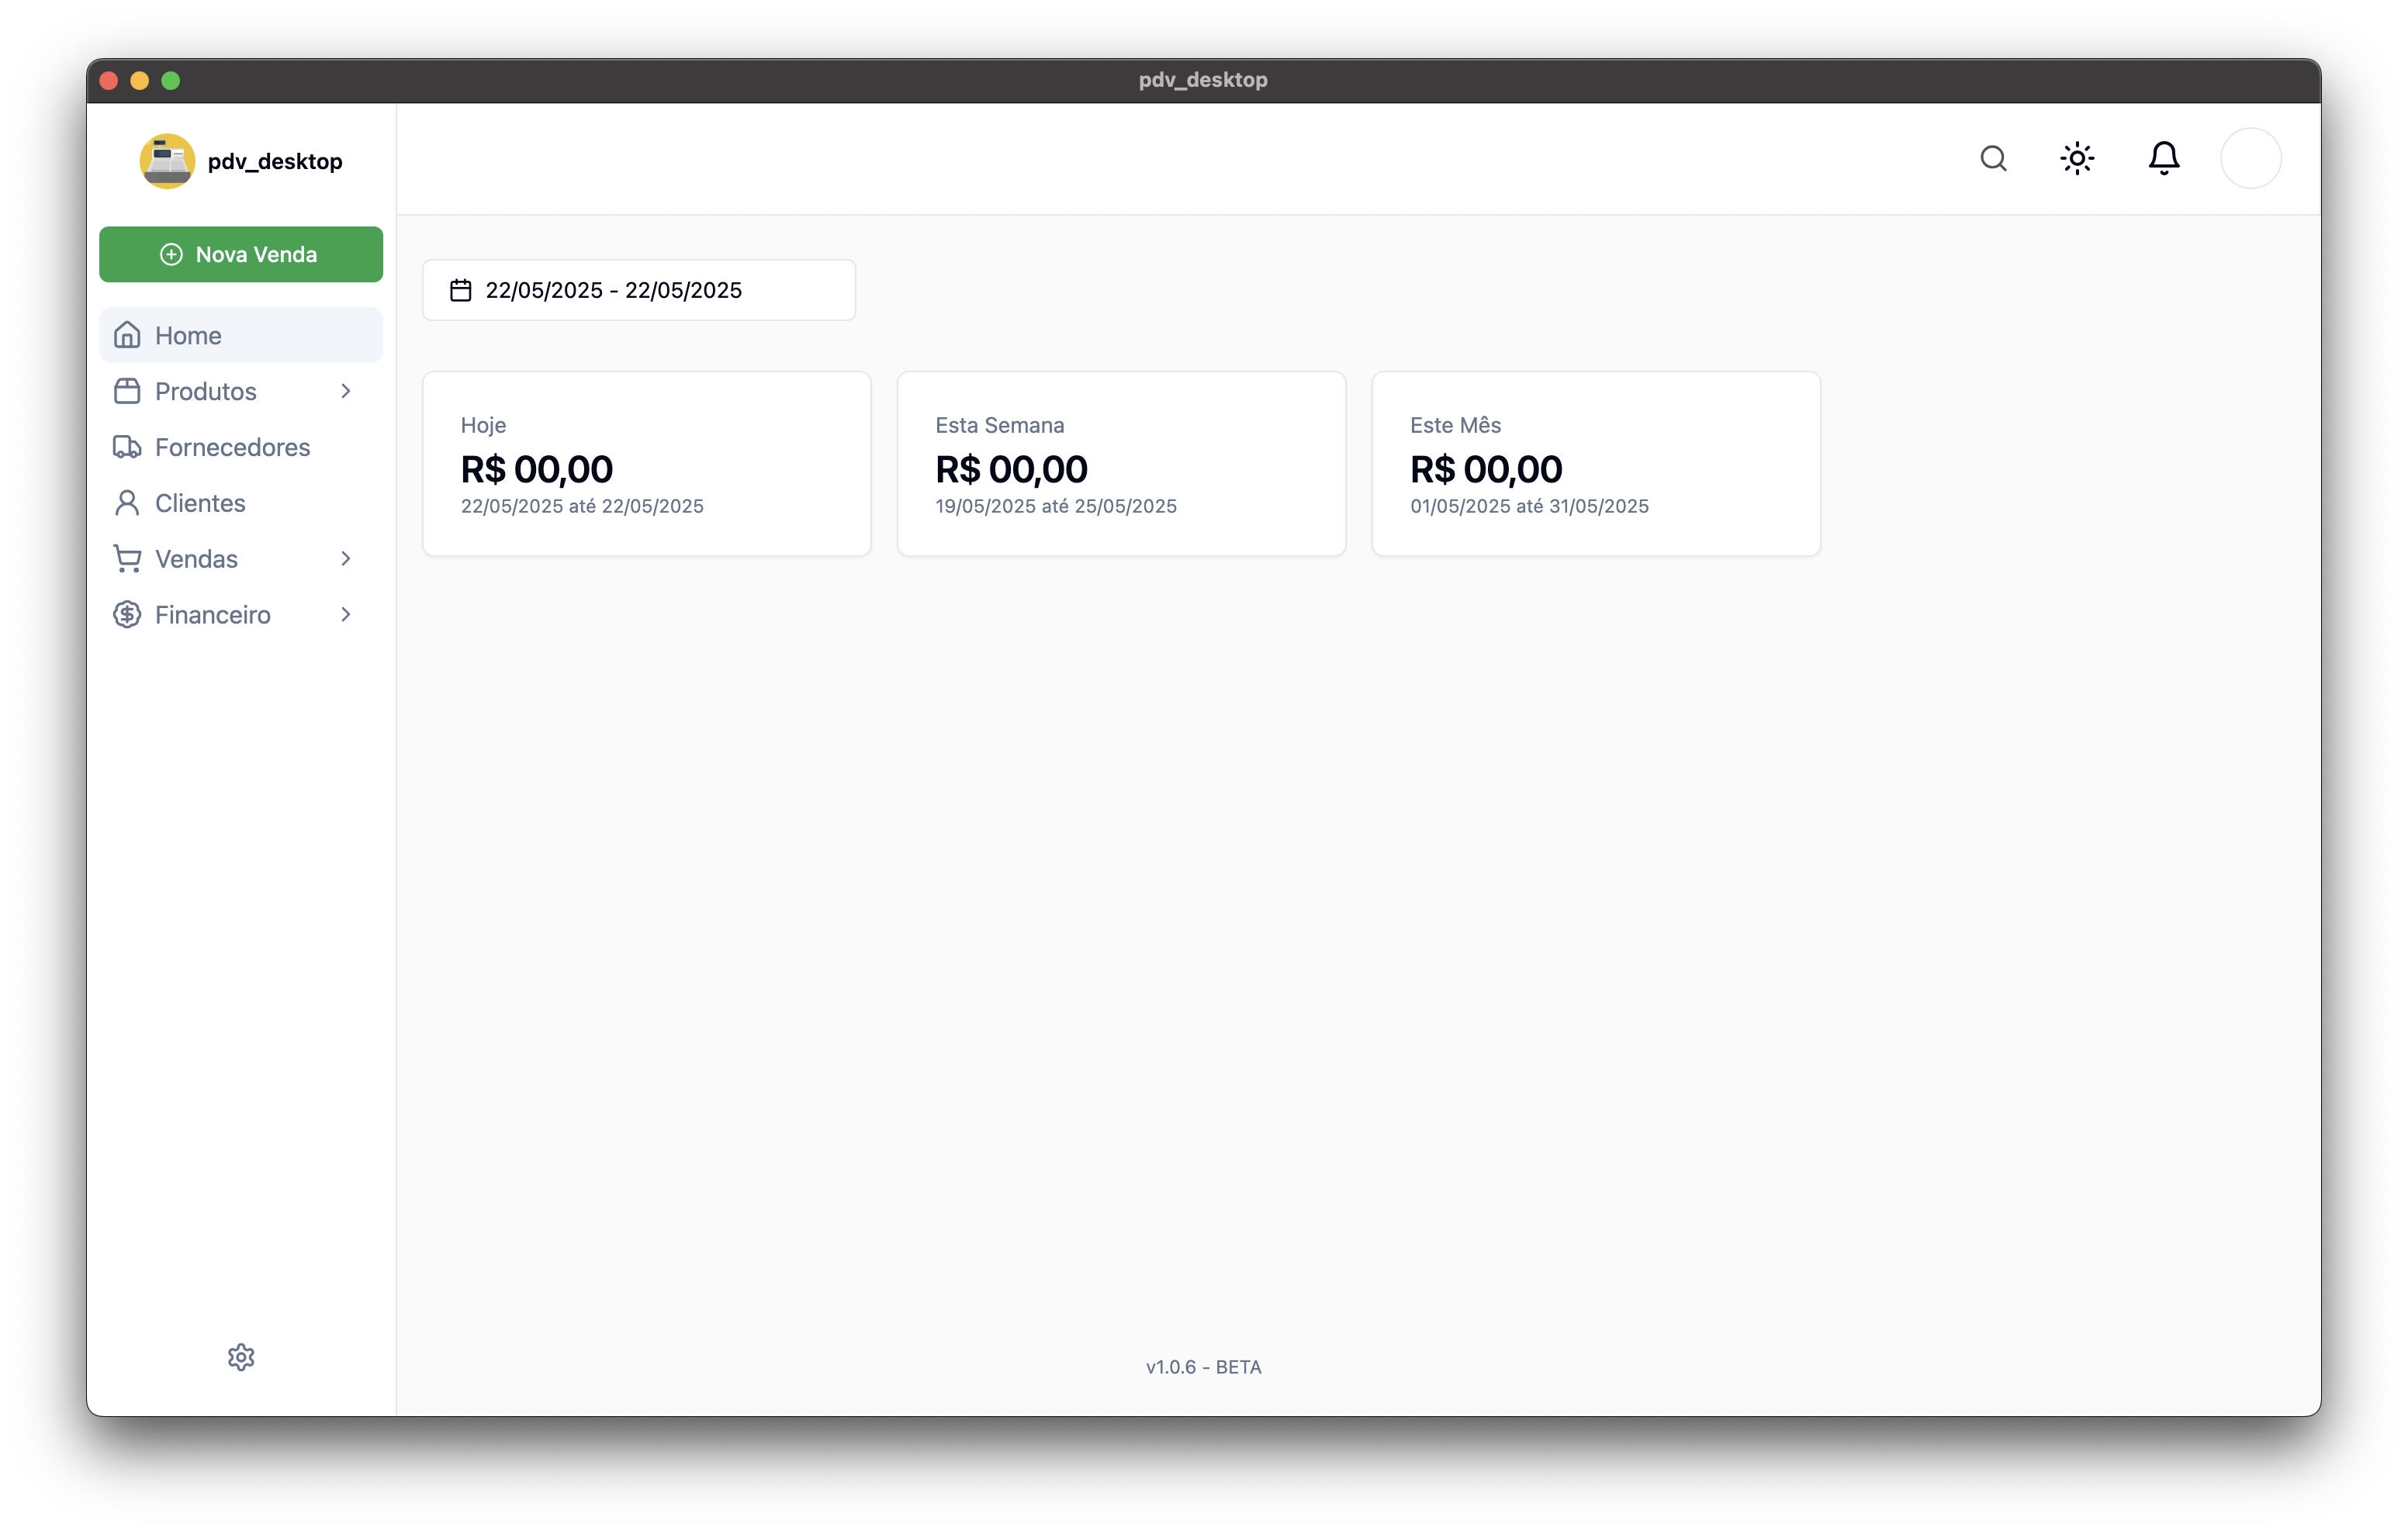 pdv_desktop
pdv_desktop
Nova Venda
Home
Produtos
Fornecedores
Clientes
Vendas
Financeiro
22/05/2025 - 22/05/2025
Hoje
R$ 00,00
22/05/2025 até 22/05/2025
Esta Semana
R$ 00,00
19/05/2025 até 25/05/2025
Este Mês
R$ 00,00
01/05/2025 até 31/05/2025
v1.0.6 - BETA